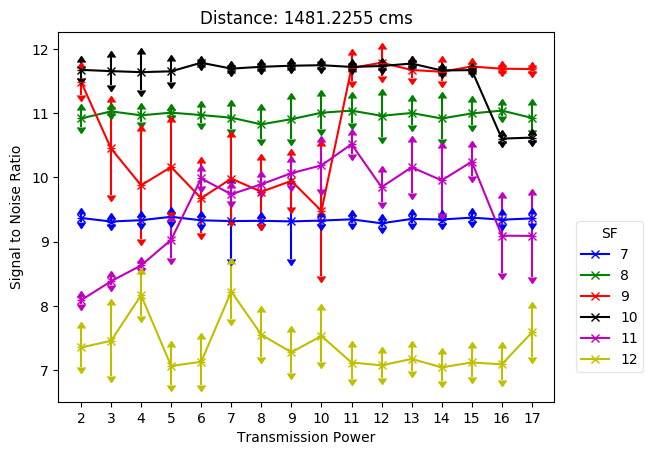 Distance: 1481.2255 cms
Signal to Noise Ratio
12
11
10
9
8
7
2 3 4 5 6 7 8 9 10 11 12 13 14 15 16 17
Transmission Power
SF
7
8
9
10
11
12